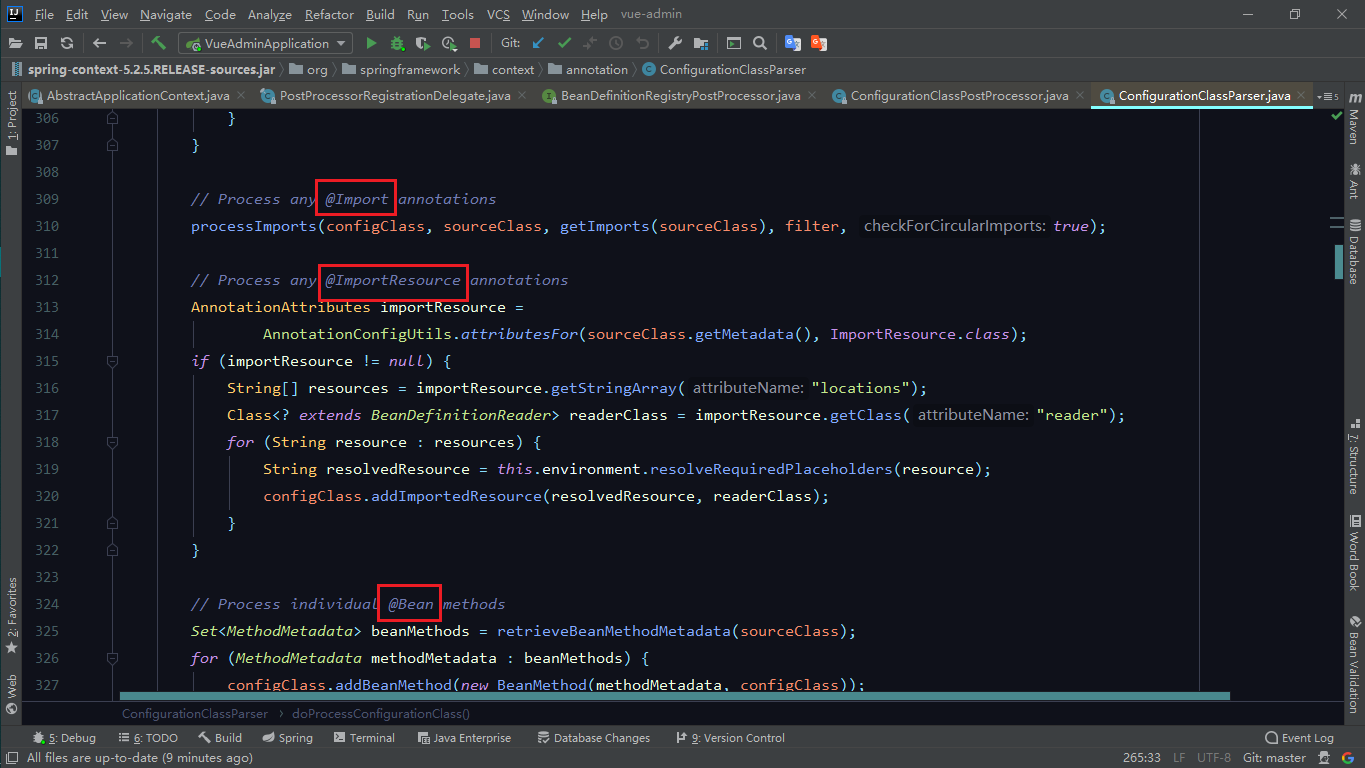 File Edit View Navigate Code Analyze Refactor Build Run Tools VCS Window Help vue-admin
VueAdminApplication Git:
spring-context-5.2.5.RELEASE-sources.jar org springframework context annotation ConfigurationClassParser
AbstractApplicationContext.java PostProcessorRegistrationDelegate.java BeanDefinitionRegistryPostProcessor.java ConfigurationClassPostProcessor.java ConfigurationClassParser.java 5
306 }
307 }
308
309 // Process any @Import annotations
310 processImports(configClass, sourceClass, getImports(sourceClass), filter, checkForCircularImports: true);
311
312 // Process any @ImportResource annotations
313 AnnotationAttributes importResource =
314 AnnotationConfigUtils.attributesFor(sourceClass.getMetadata(), ImportResource.class);
315 if (importResource != null) {
316 String[] resources = importResource.getStringArray( attributeName: "locations");
317 Class<? extends BeanDefinitionReader> readerClass = importResource.getClass( attributeName: "reader");
318 for (String resource : resources) {
319 String resolvedResource = this.environment.resolveRequiredPlaceholders(resource);
320 configClass.addImportedResource(resolvedResource, readerClass);
321 }
322 }
323
324 // Process individual @Bean methods
325 Set<MethodMetadata> beanMethods = retrieveBeanMethodMetadata(sourceClass);
326 for (MethodMetadata methodMetadata : beanMethods) {
327 configClass.addBeanMethod(new BeanMethod(methodMetadata, configClass));
ConfigurationClassParser › doProcessConfigurationClass()
1: Project
2: Favorites
Web
Maven
Ant
Database
7: Structure
Word Book
Bean Validation
5: Debug 6: TODO Build Spring Terminal Java Enterprise Database Changes 9: Version Control Event Log
All files are up-to-date (9 minutes ago) 265:33 LF UTF-8 Git: master